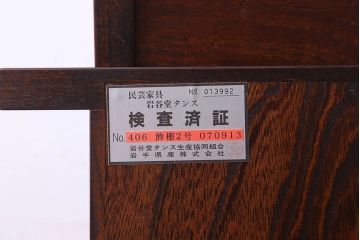 民芸家具 No 013992
岩谷堂タンス
検査済証
No. 406 飾棚2号 070913
岩谷堂タンス生産協同組合
岩手県産株式会社